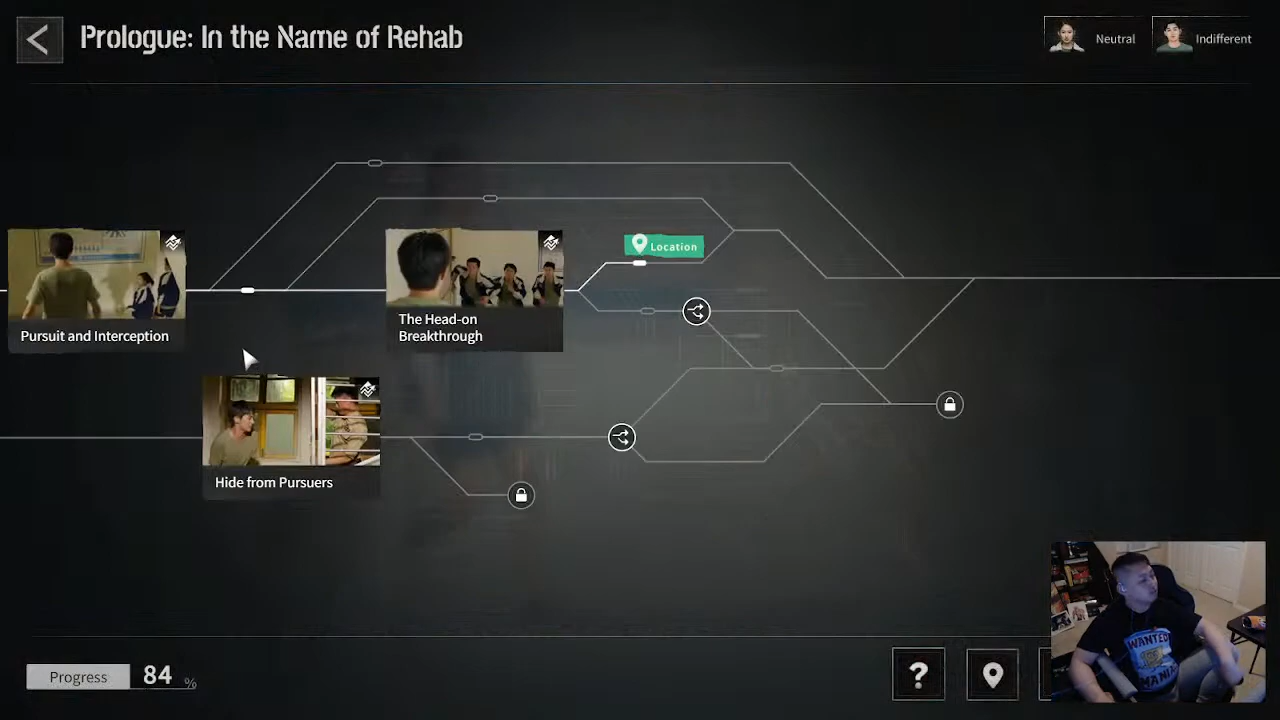 Prologue: In the Name of Rehab
Neutral
Indifferent
Location
Pursuit and Interception
The Head-on
Breakthrough
Hide from Pursuers
Progress
84 %
?
WANTED
MANIA